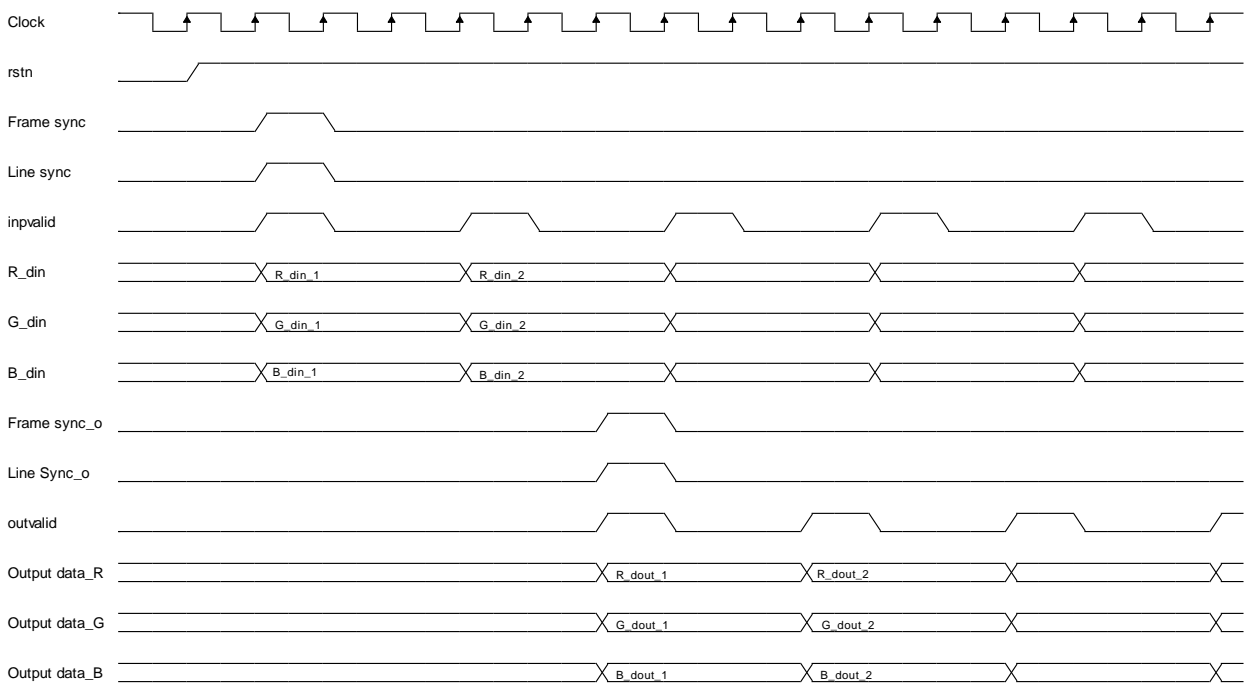 Clock
rstn
Frame sync
Line sync
inpvalid
R_din R_din_1 R_din_2
G_din G_din_1 G_din_2
B_din B_din_1 B_din_2
Frame sync_o
Line Sync_o
outvalid
Output data_R R_dout_1 R_dout_2
Output data_G G_dout_1 G_dout_2
Output data_B B_dout_1 B_dout_2